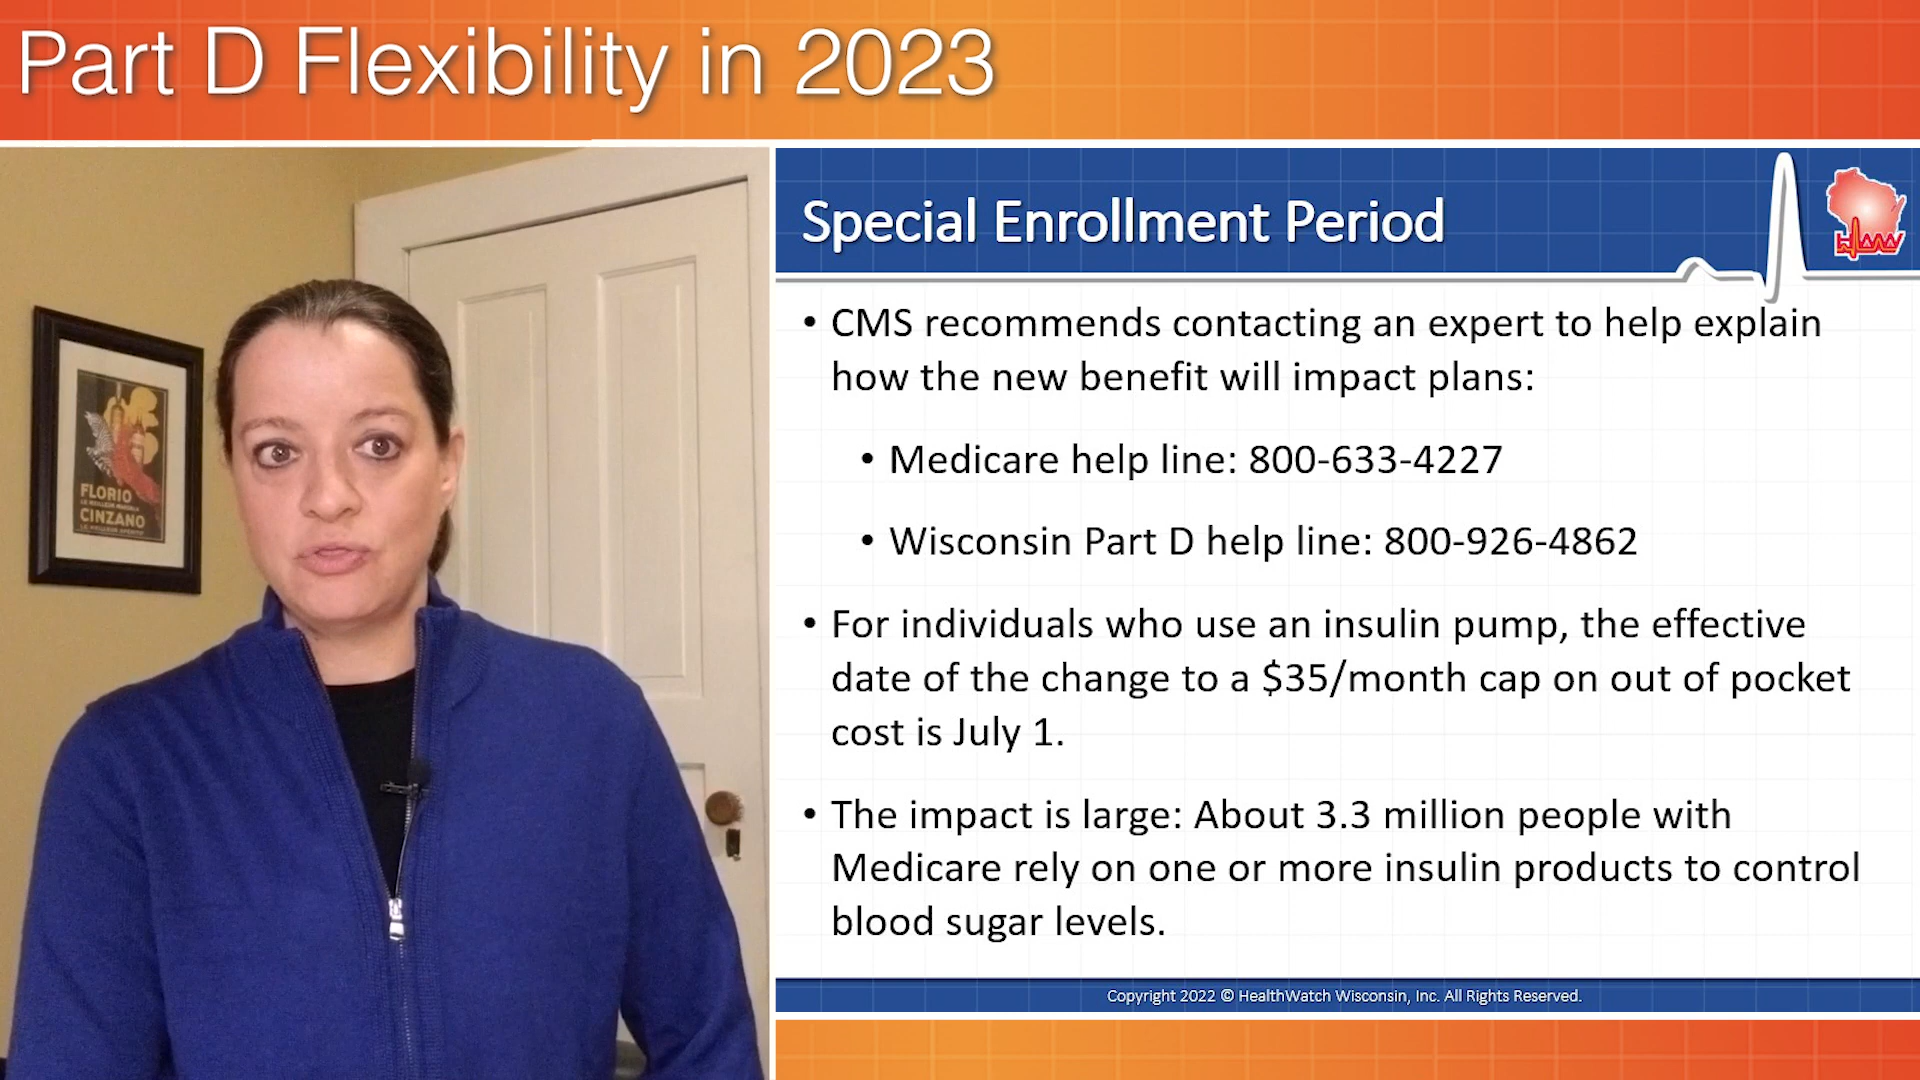 Part D Flexibility in 2023
Special Enrollment Period
• CMS recommends contacting an expert to help explain
how the new benefit will impact plans:
• Medicare help line: 800-633-4227
• Wisconsin Part D help line: 800-926-4862
• For individuals who use an insulin pump, the effective
date of the change to a $35/month cap on out of pocket
cost is July 1.
• The impact is large: About 3.3 million people with
Medicare rely on one or more insulin products to control
blood sugar levels.
Copyright 2022 © HealthWatch Wisconsin, Inc. All Rights Reserved.
FLORIO
CINZANO